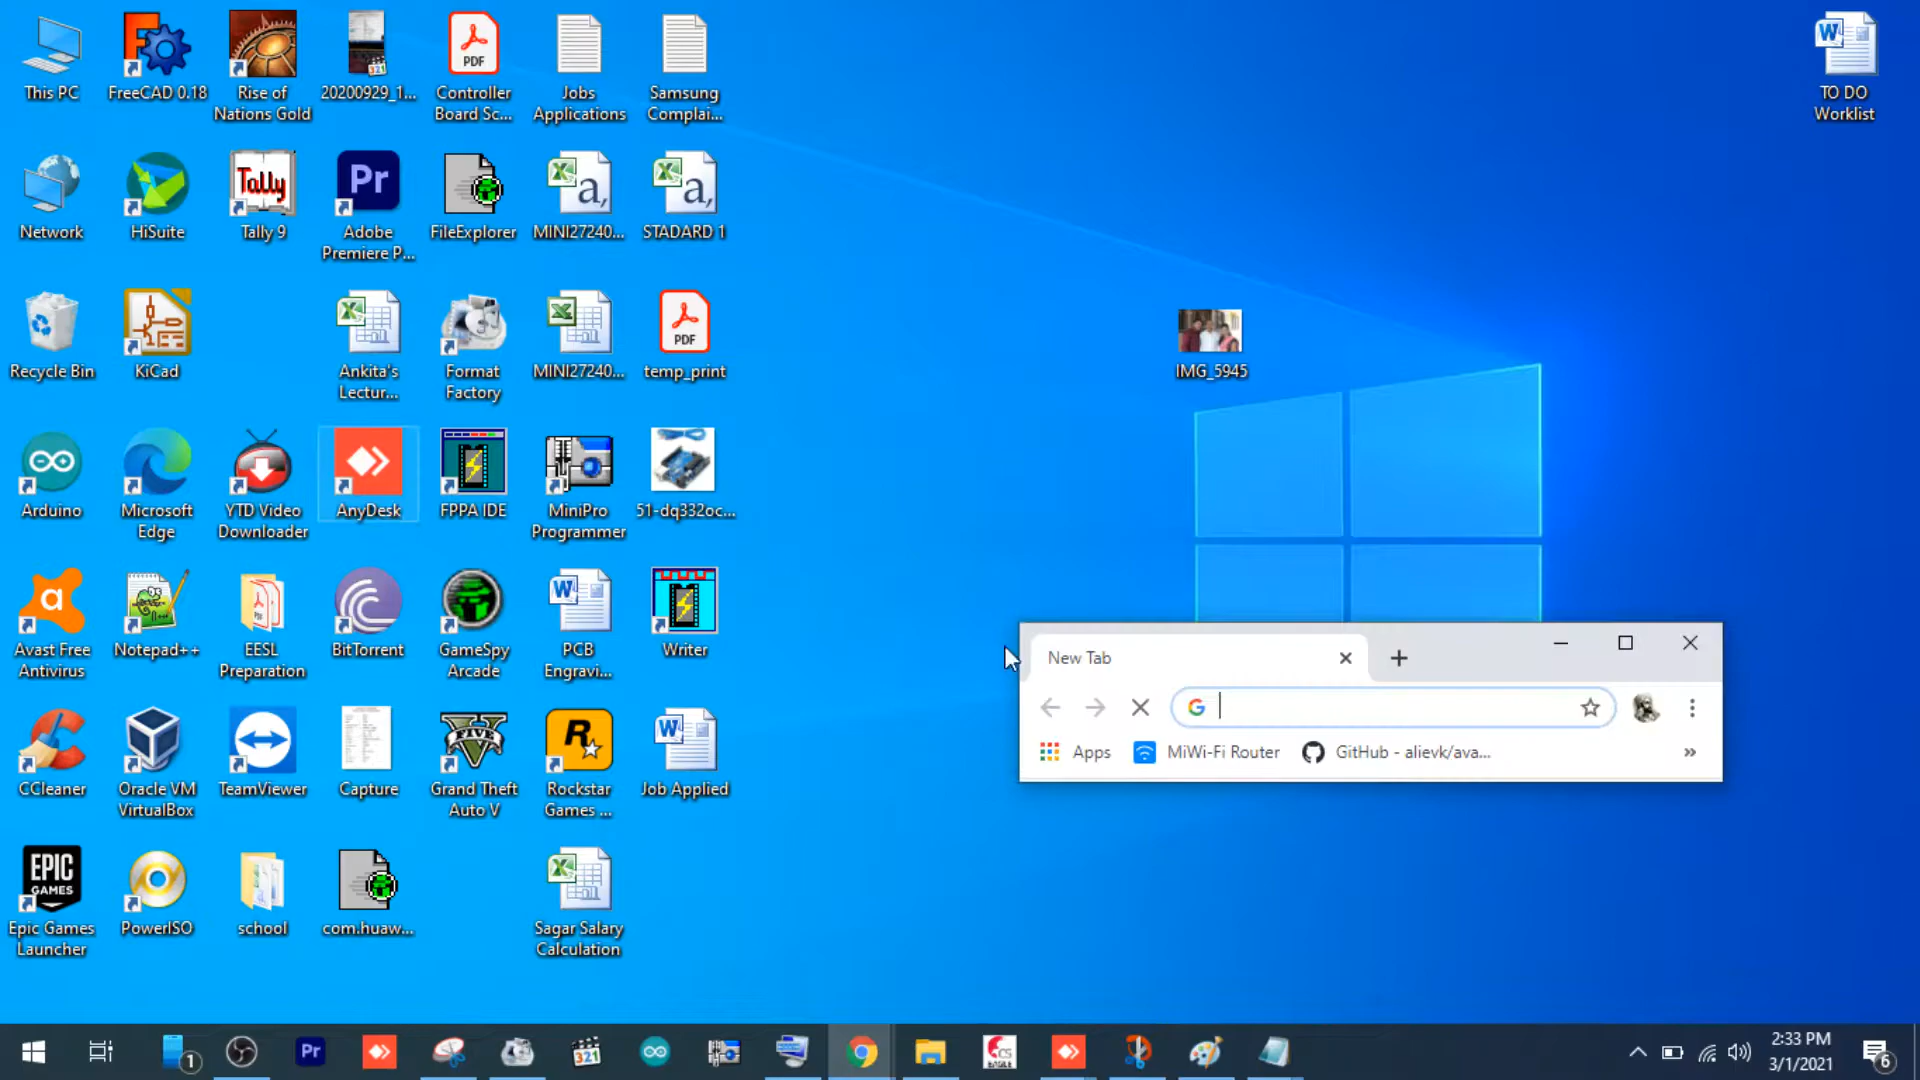 This PC
FreeCAD 0.18
Rise of
Nations Gold
20200929_1...
Controller
Board Sc...
Jobs
Applications
Samsung
Complai...
TO DO
Worklist
Network
HiSuite
Tally 9
Adobe
Premiere P...
FileExplorer
MINI27240...
STADARD 1
Recycle Bin
KiCad
Ankita's
Lectur...
Format
Factory
MINI27240...
temp_print
IMG_5945
Arduino
Microsoft
Edge
YTD Video
Downloader
AnyDesk
FPPA IDE
MiniPro
Programmer
51-dq332oc...
Avast Free
Antivirus
Notepad++
EESL
Preparation
BitTorrent
GameSpy
Arcade
PCB
Engravi...
Writer
New Tab
Apps
MiWi-Fi Router
GitHub - alievk/ava...
CCleaner
Oracle VM
VirtualBox
TeamViewer
Capture
Grand Theft
Auto V
Rockstar
Games ...
Job Applied
Epic Games
Launcher
PowerISO
school
com.huaw...
Sagar Salary
Calculation
2:33 PM
3/1/2021
1
6
PDF
Tally
Pr
PDF
EPIC
GAMES
Pr
321